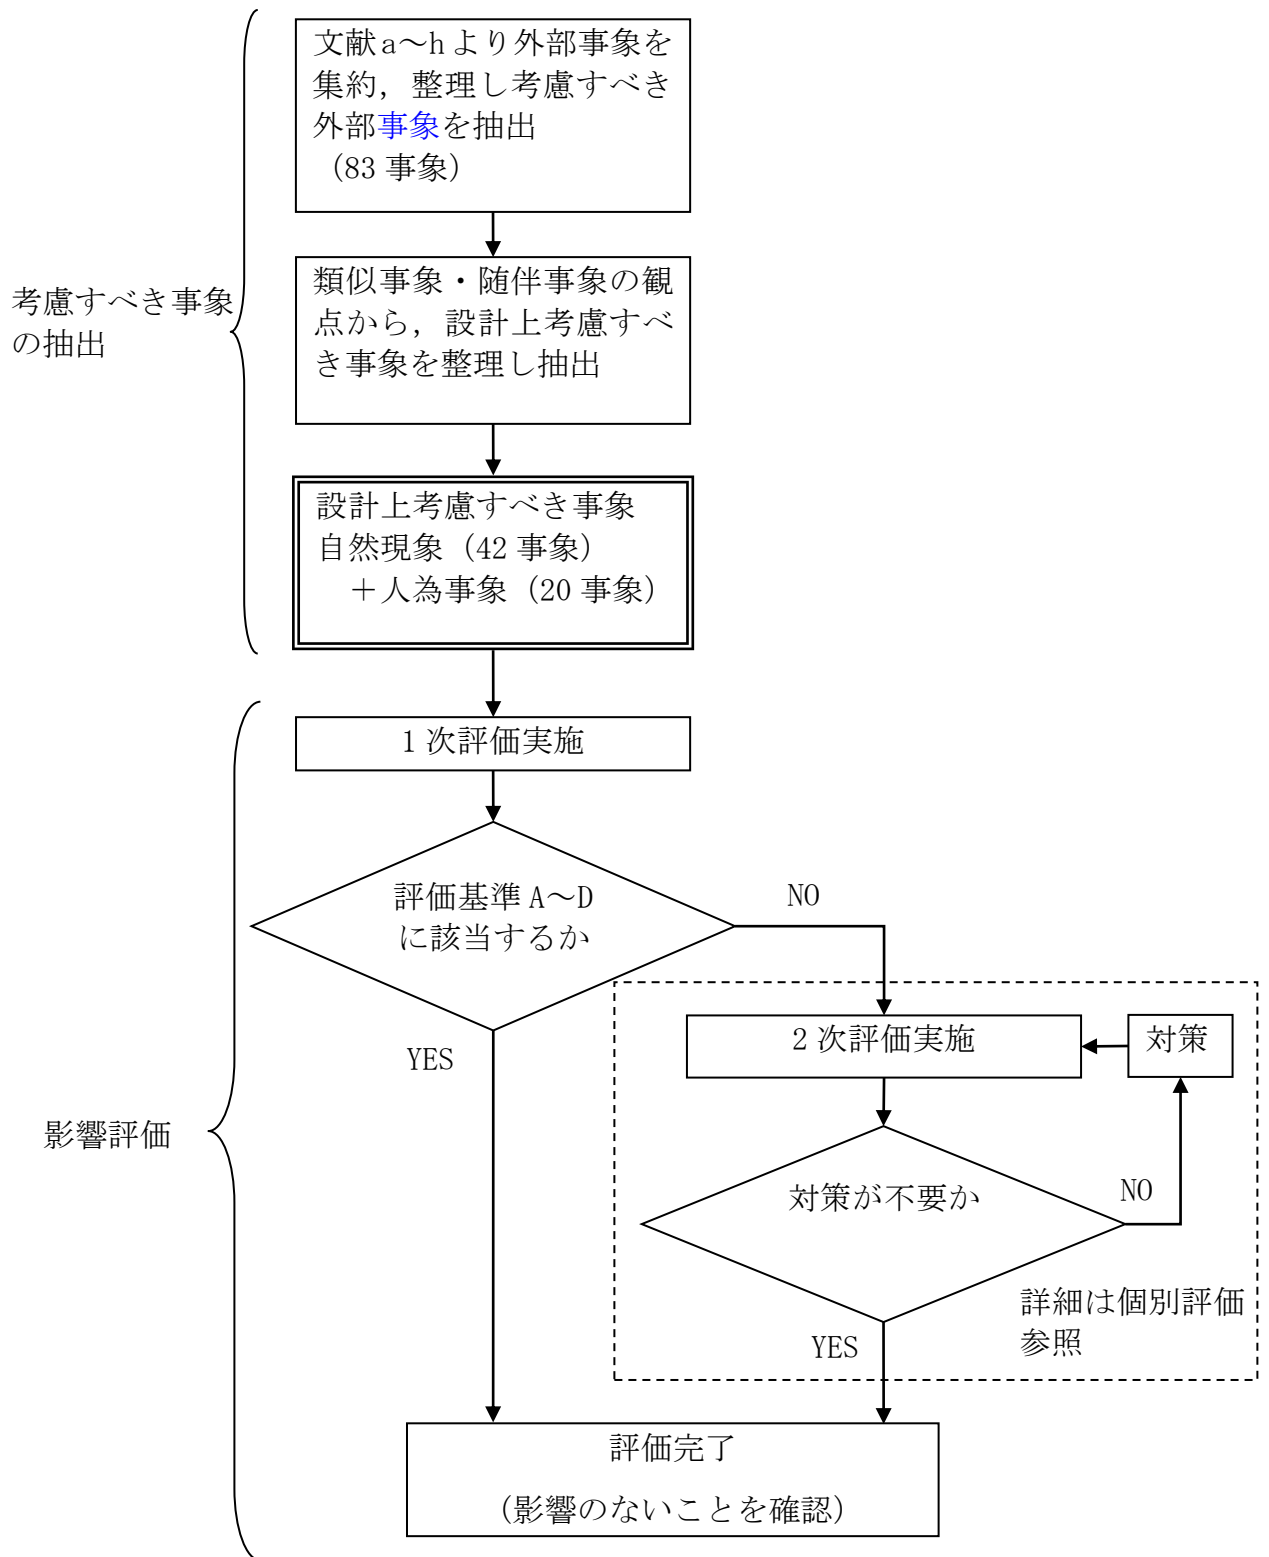 文献a～hより外部事象を
集約，整理し考慮すべき
外部事象を抽出
（83 事象）
考慮すべき事象
の抽出
類似事象・随伴事象の観
点から，設計上考慮すべ
き事象を整理し抽出
設計上考慮すべき事象
自然現象（42 事象）
＋人為事象（20 事象）
1 次評価実施
評価基準 A～D
に該当するか
NO
YES
影響評価
2 次評価実施
対策
対策が不要か
NO
詳細は個別評価
参照
YES
評価完了
（影響のないことを確認）